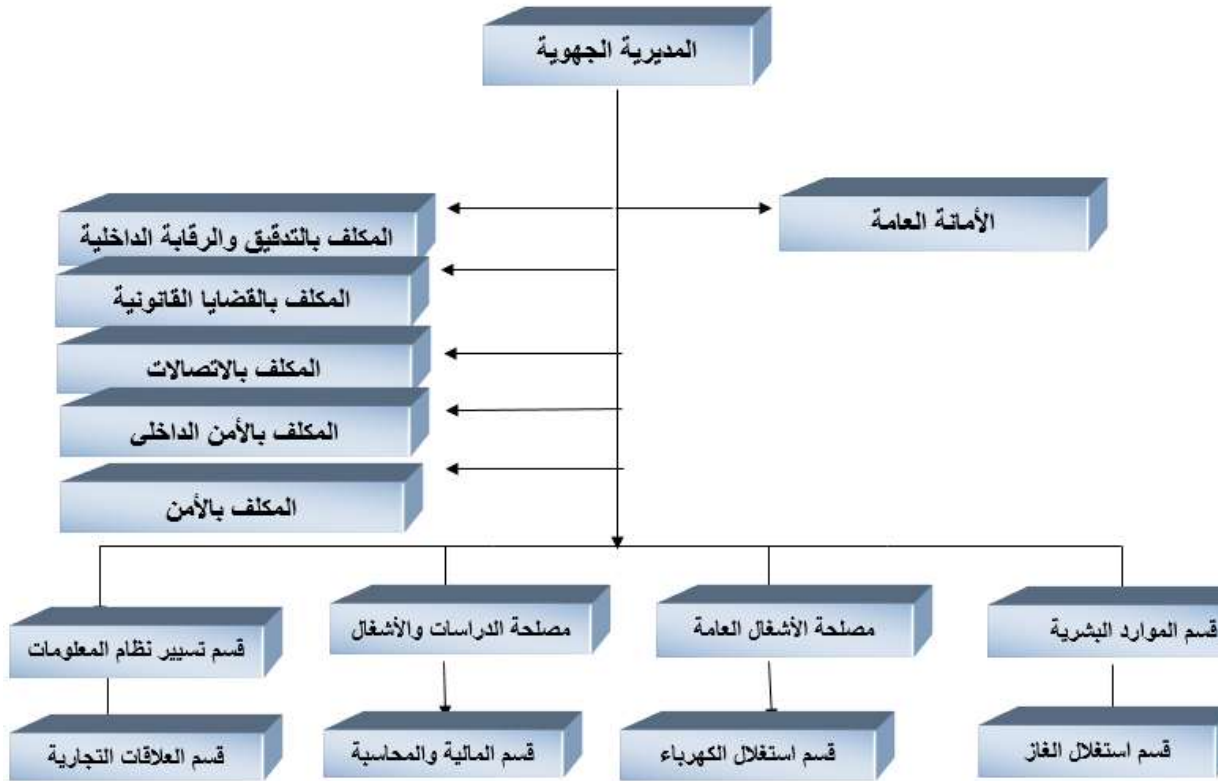 المديرية الجهوية
الأمانة العامة
المكلف بالتدقيق والرقابة الداخلية
المكلف بالقضايا القانونية
المكلف بالاتصالات
المكلف بالأمن الداخلى
المكلف بالأمن
قسم الموارد البشرية
مصلحة الأشغال العامة
مصلحة الدراسات والأشغال
قسم تسيير نظام المعلومات
قسم استغلال الغاز
قسم استغلال الكهرباء
قسم المالية والمحاسبة
قسم العلاقات التجارية